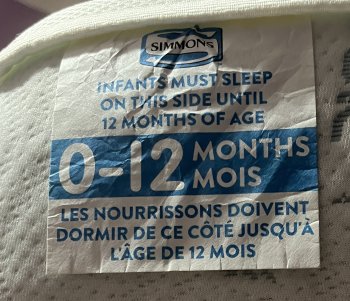 SIMMONS
INFANTS MUST SLEEP
ON THIS SIDE UNTIL
12 MONTHS OF AGE
0-12 MONTHS
MOIS
LES NOURRISSONS DOIVENT
DORMIR DE CE CÔTÉ JUSQU'À
L'ÂGE DE 12 MOIS